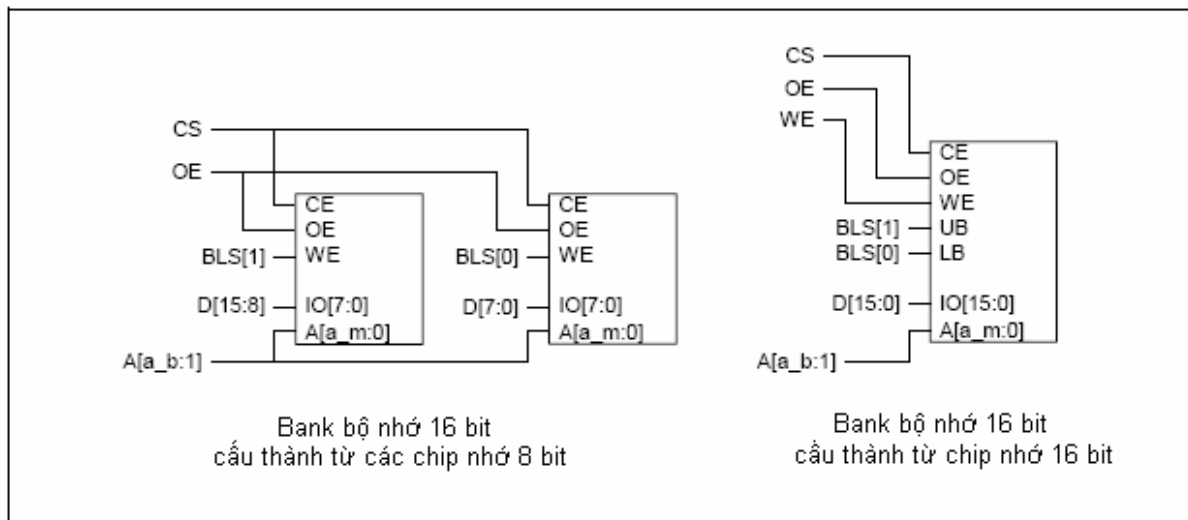 CS
OE
CE
OE
BLS[1]
WE
D[15:8]
IO[7:0]
A[a_m:0]
A[a_b:1]
CE
OE
BLS[0]
WE
D[7:0]
IO[7:0]
A[a_m:0]
Bank bộ nhớ 16 bit
cấu thành từ các chip nhớ 8 bit
CS
OE
WE
CE
OE
WE
BLS[1]
UB
BLS[0]
LB
D[15:0]
IO[15:0]
A[a_m:0]
A[a_b:1]
Bank bộ nhớ 16 bit
cấu thành từ chip nhớ 16 bit